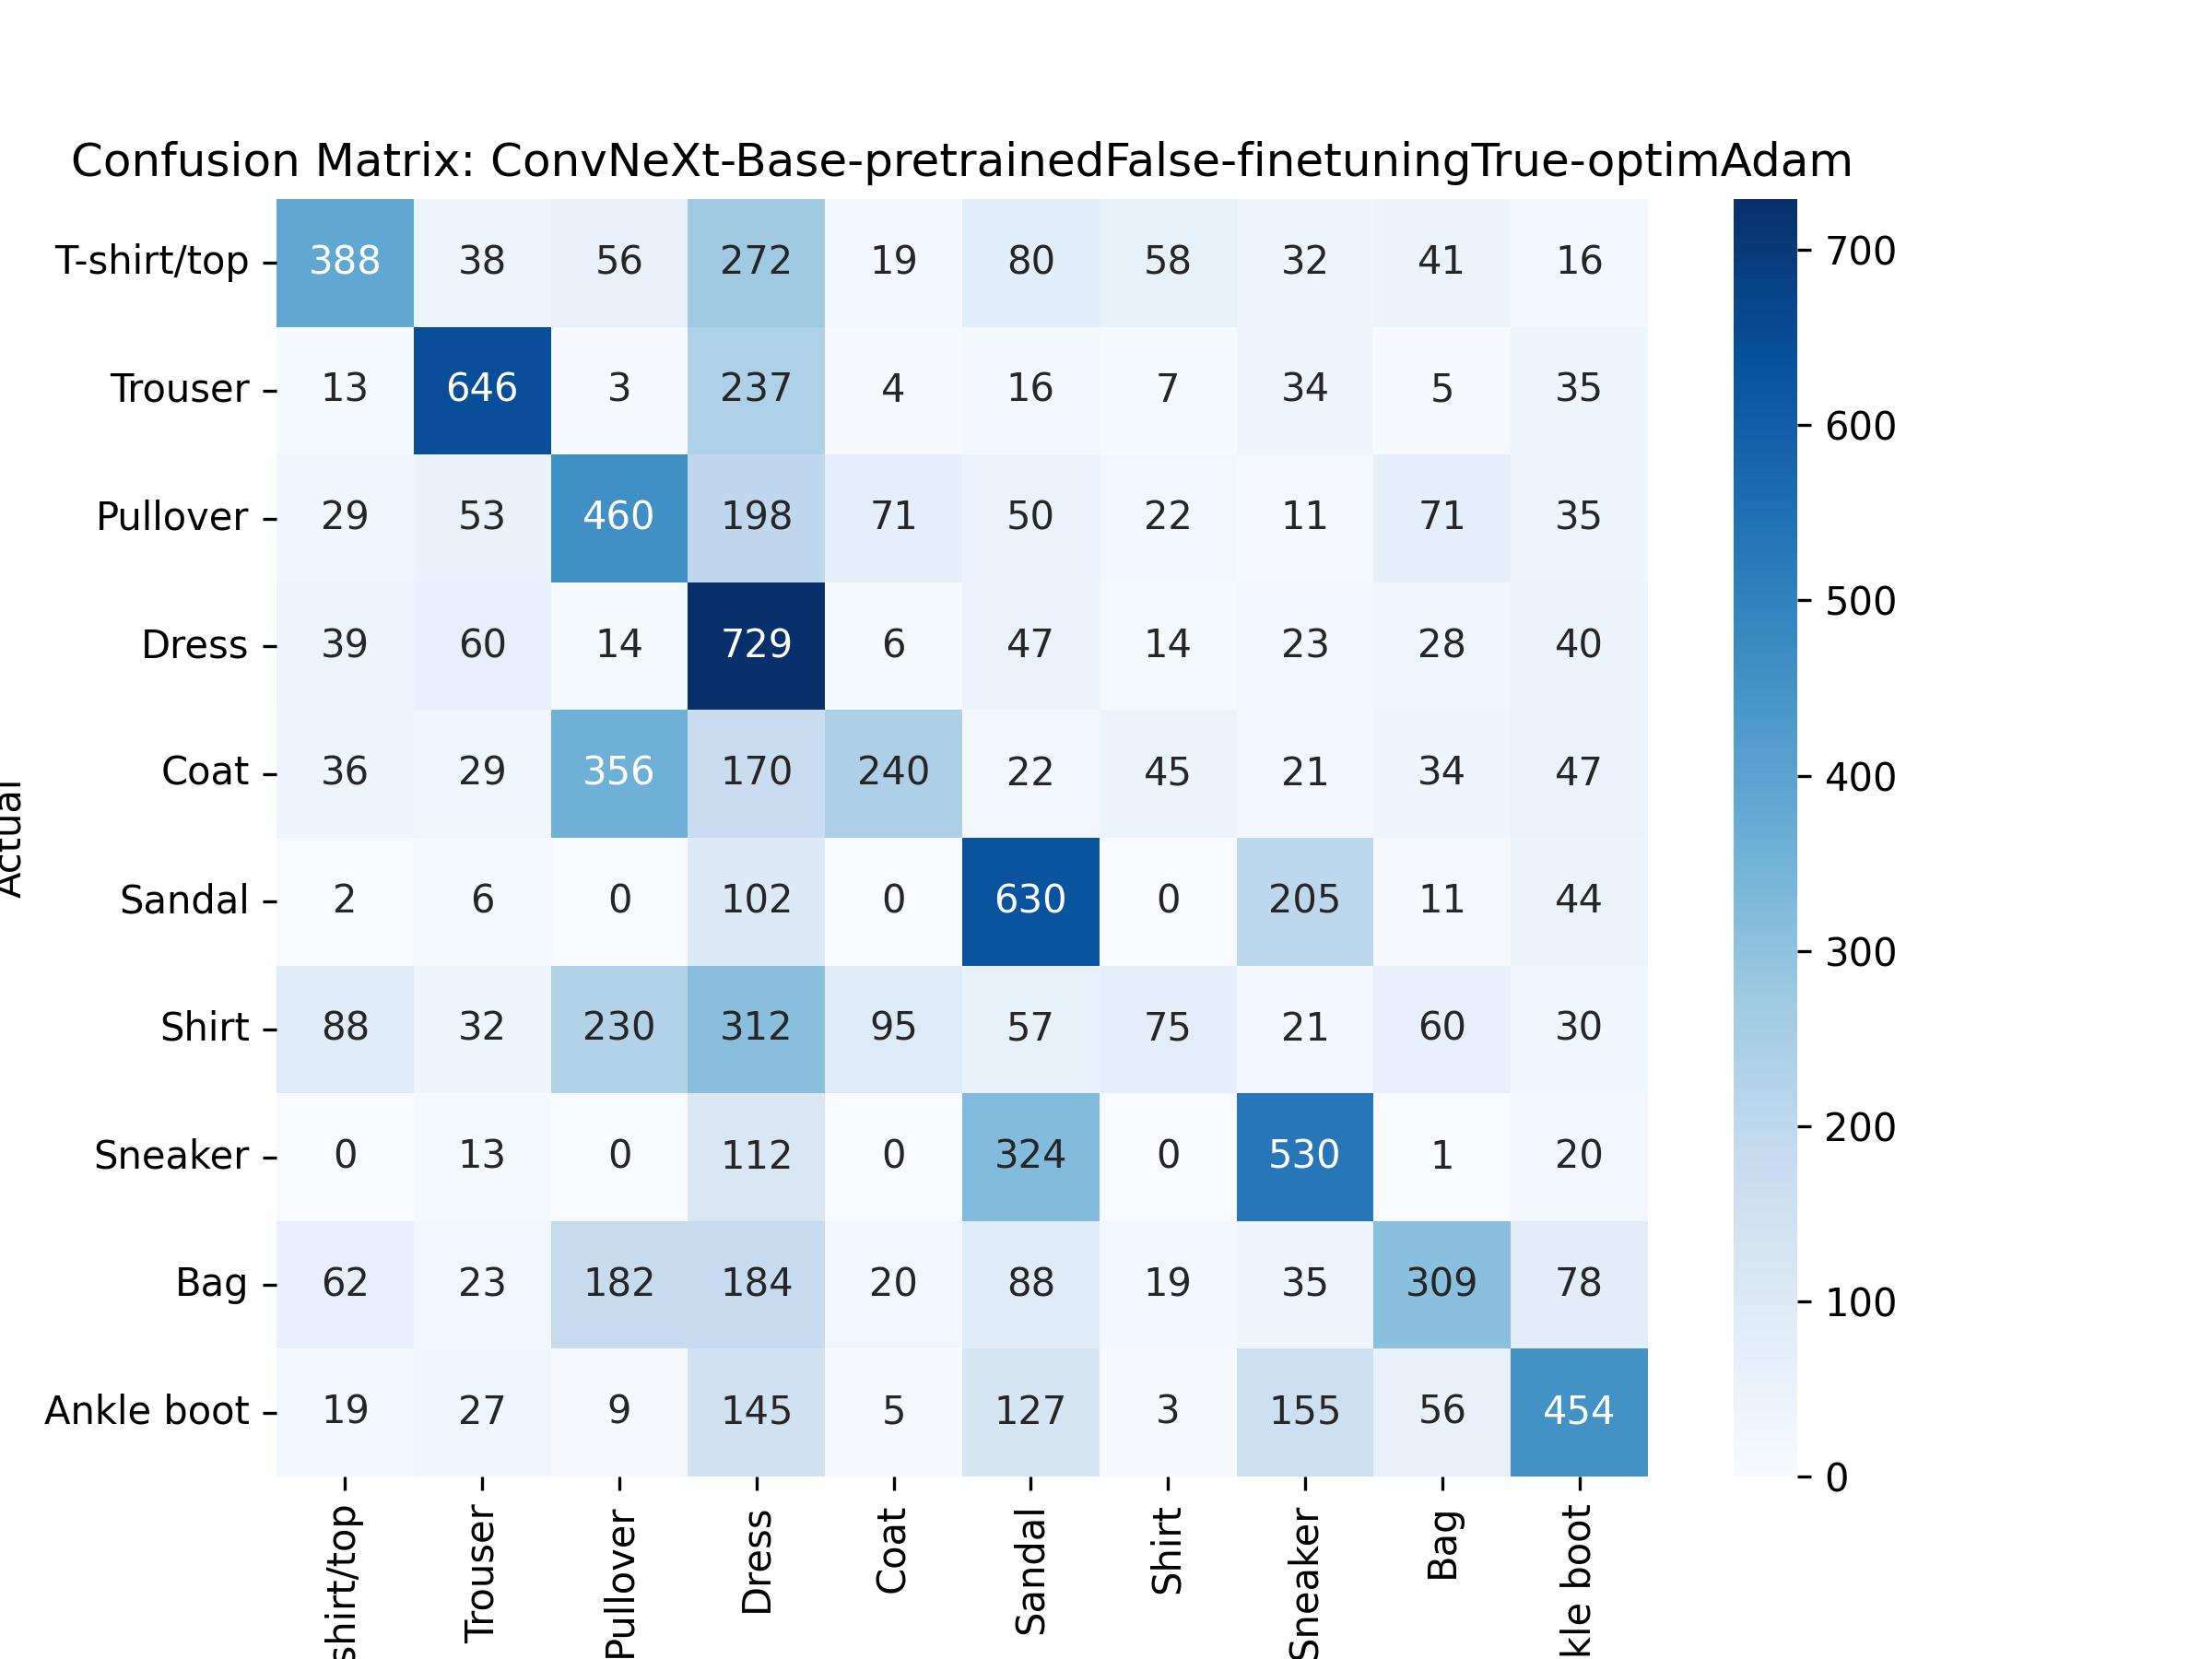 Confusion Matrix: ConvNeXt-Base-pretrainedFalse-finetuningTrue-optimAdam
T-shirt/top 388 38 56 272 19 80 58 32 41 16
Trouser 13 646 3 237 4 16 7 34 5 35
Pullover 29 53 460 198 71 50 22 11 71 35
Dress 39 60 14 729 6 47 14 23 28 40
Coat 36 29 356 170 240 22 45 21 34 47
Sandal 2 6 0 102 0 630 0 205 11 44
Shirt 88 32 230 312 95 57 75 21 60 30
Sneaker 0 13 0 112 0 324 0 530 1 20
Bag 62 23 182 184 20 88 19 35 309 78
Ankle boot 19 27 9 145 5 127 3 155 56 454
shirt/top Trouser Pullover Dress Coat Sandal Shirt Sneaker Bag kle boot
Actual
700
600
500
400
300
200
100
0